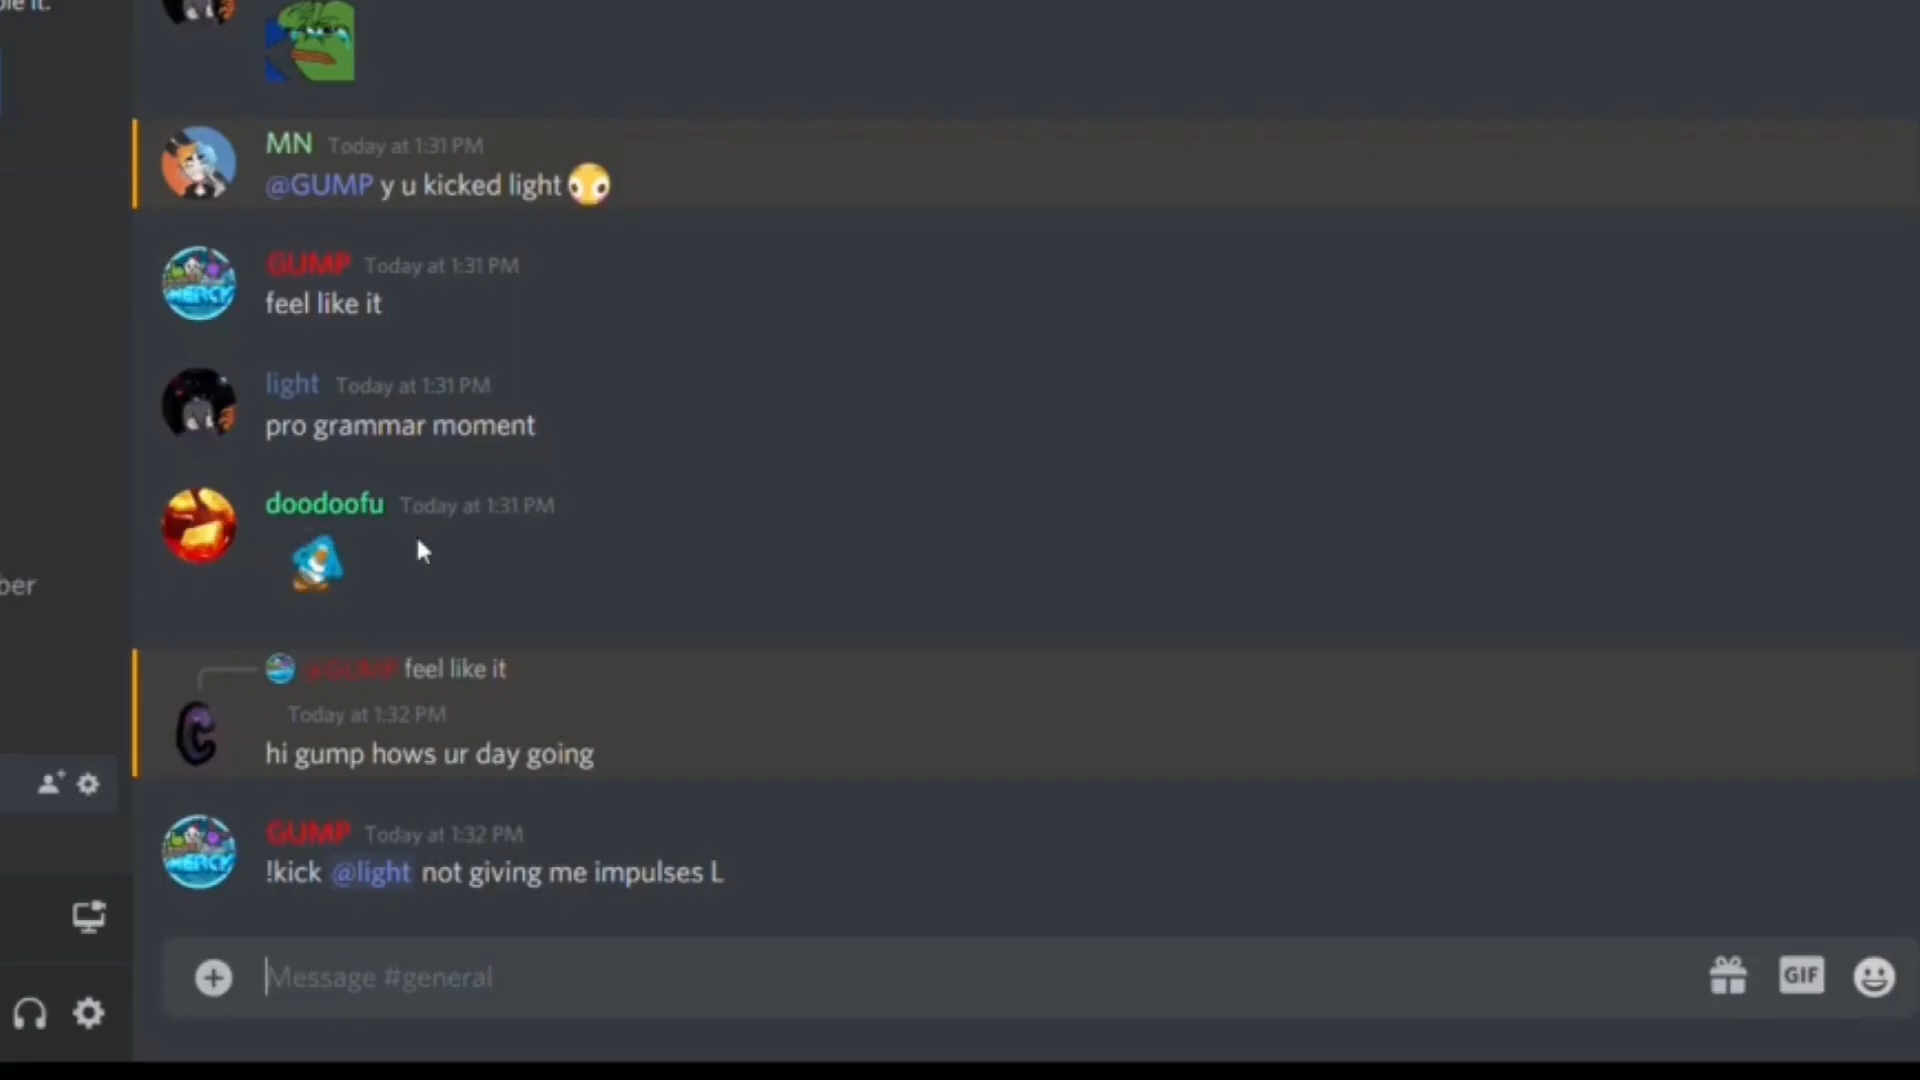 MN Today at 1:31 PM
@GUMP y u kicked light
GUMP Today at 1:31 PM
feel like it
light Today at 1:31 PM
pro grammar moment
doodoofu Today at 1:31 PM
ber
@GUMP feel like it
Today at 1:32 PM
C
hi gump hows ur day going
GUMP Today at 1:32 PM
MERCY
!kick @light not giving me impulses L
Message #general
GIF